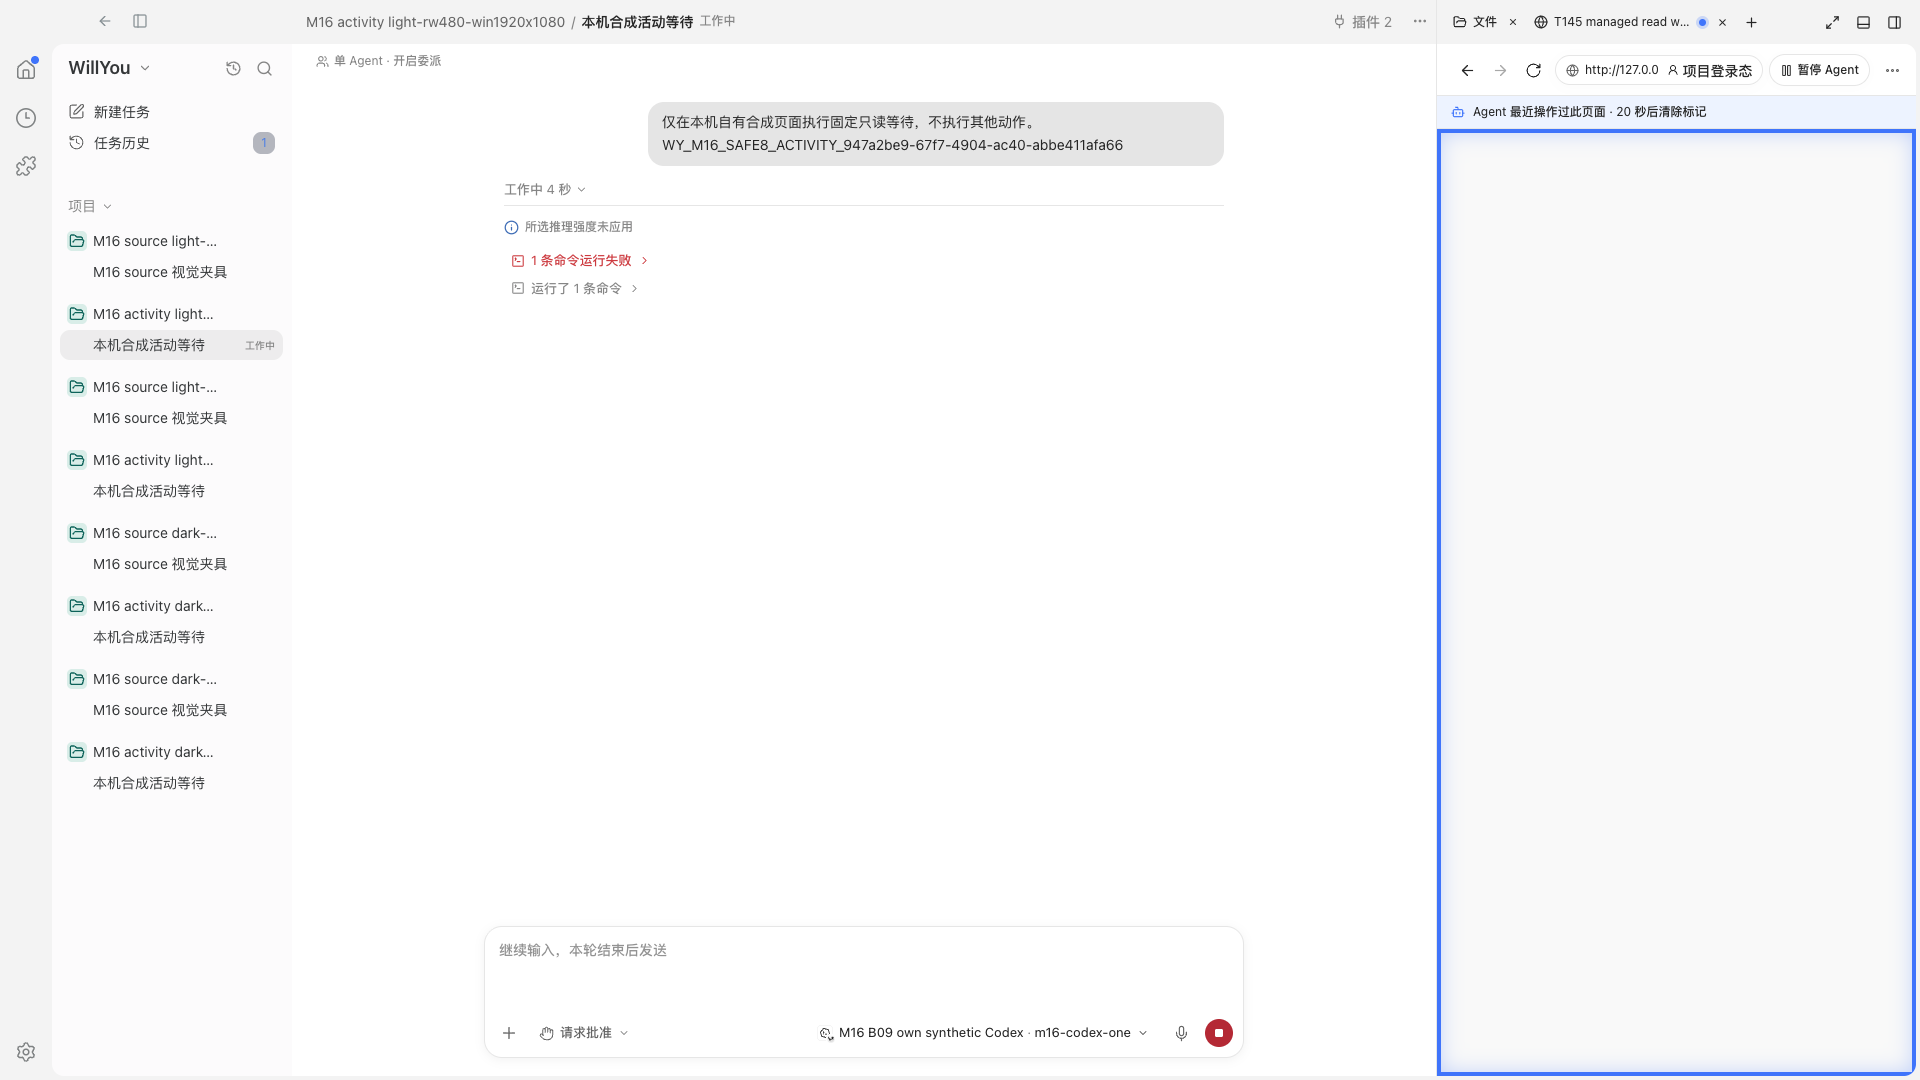 M16 activity light-rw480-win1920x1080 / 本机合成活动等待 工作中
插件 2
文件
T145 managed read w...
WillYou
新建任务
任务历史
1
项目
M16 source light-...
M16 source 视觉夹具
M16 activity light...
本机合成活动等待 工作中
M16 source light-...
M16 source 视觉夹具
M16 activity light...
本机合成活动等待
M16 source dark-...
M16 source 视觉夹具
M16 activity dark...
本机合成活动等待
M16 source dark-...
M16 source 视觉夹具
M16 activity dark...
本机合成活动等待
单 Agent · 开启委派
仅在本机自有合成页面执行固定只读等待，不执行其他动作。
WY_M16_SAFE8_ACTIVITY_947a2be9-67f7-4904-ac40-abbe411afa66
工作中 4 秒
所选推理强度未应用
1 条命令运行失败
运行了 1 条命令
继续输入，本轮结束后发送
请求批准
M16 B09 own synthetic Codex · m16-codex-one
http://127.0.0 项目登录态
暂停 Agent
Agent 最近操作过此页面 · 20 秒后清除标记